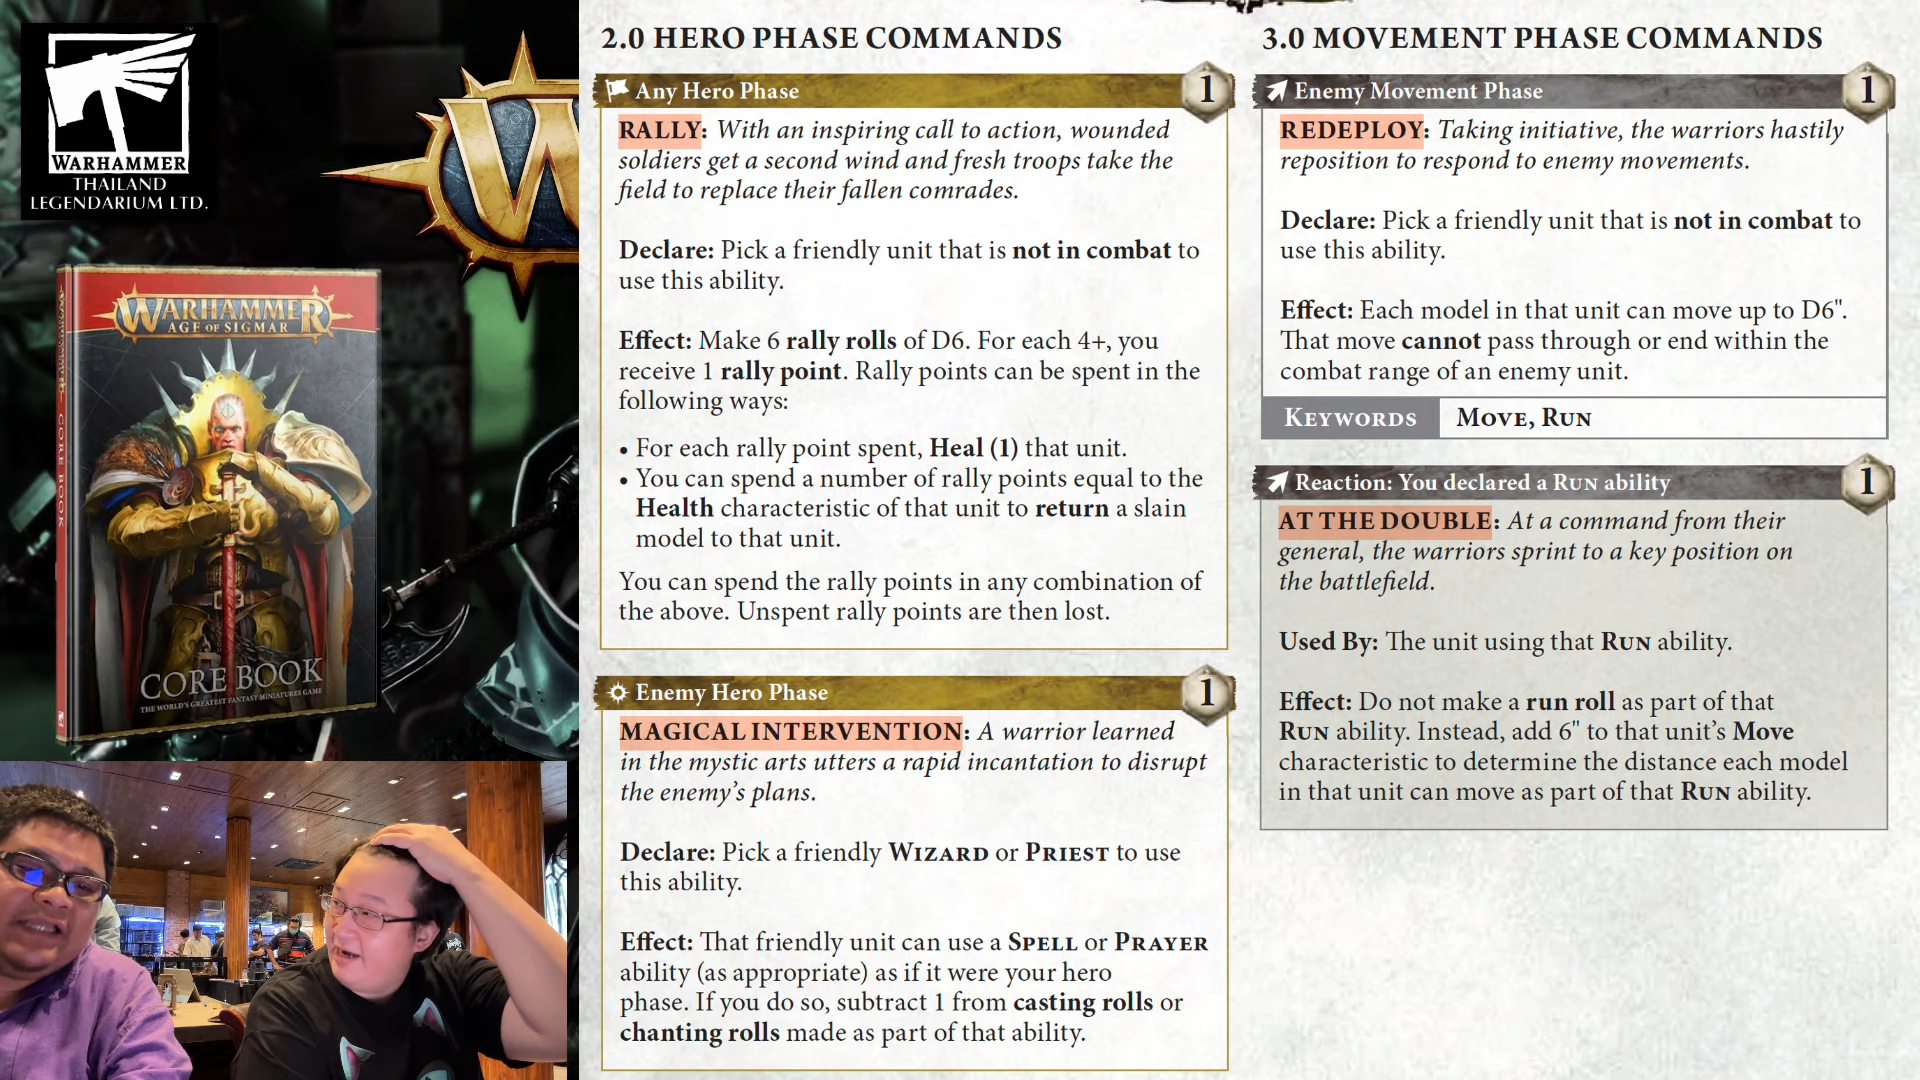 WARHAMMER
THAILAND
LEGENDARIUM LTD.
W
WARHAMMER
AGE OF SIGMAR
CORE BOOK
THE WORLD'S GREATEST FANTASY MINIATURES GAME
CORE BOOK
2.0 HERO PHASE COMMANDS
Any Hero Phase
1
RALLY: With an inspiring call to action, wounded
soldiers get a second wind and fresh troops take the
field to replace their fallen comrades.
Declare: Pick a friendly unit that is not in combat to
use this ability.
Effect: Make 6 rally rolls of D6. For each 4+, you
receive 1 rally point. Rally points can be spent in the
following ways:
• For each rally point spent, Heal (1) that unit.
• You can spend a number of rally points equal to the
Health characteristic of that unit to return a slain
model to that unit.
You can spend the rally points in any combination of
the above. Unspent rally points are then lost.
Enemy Hero Phase
1
MAGICAL INTERVENTION: A warrior learned
in the mystic arts utters a rapid incantation to disrupt
the enemy's plans.
Declare: Pick a friendly WIZARD or PRIEST to use
this ability.
Effect: That friendly unit can use a SPELL or PRAYER
ability (as appropriate) as if it were your hero
phase. If you do so, subtract 1 from casting rolls or
chanting rolls made as part of that ability.
3.0 MOVEMENT PHASE COMMANDS
Enemy Movement Phase
1
REDEPLOY: Taking initiative, the warriors hastily
reposition to respond to enemy movements.
Declare: Pick a friendly unit that is not in combat to
use this ability.
Effect: Each model in that unit can move up to D6".
That move cannot pass through or end within the
combat range of an enemy unit.
KEYWORDS MOVE, RUN
Reaction: You declared a RUN ability
1
AT THE DOUBLE: At a command from their
general, the warriors sprint to a key position on
the battlefield.
Used By: The unit using that RUN ability.
Effect: Do not make a run roll as part of that
RUN ability. Instead, add 6" to that unit's Move
characteristic to determine the distance each model
in that unit can move as part of that RUN ability.